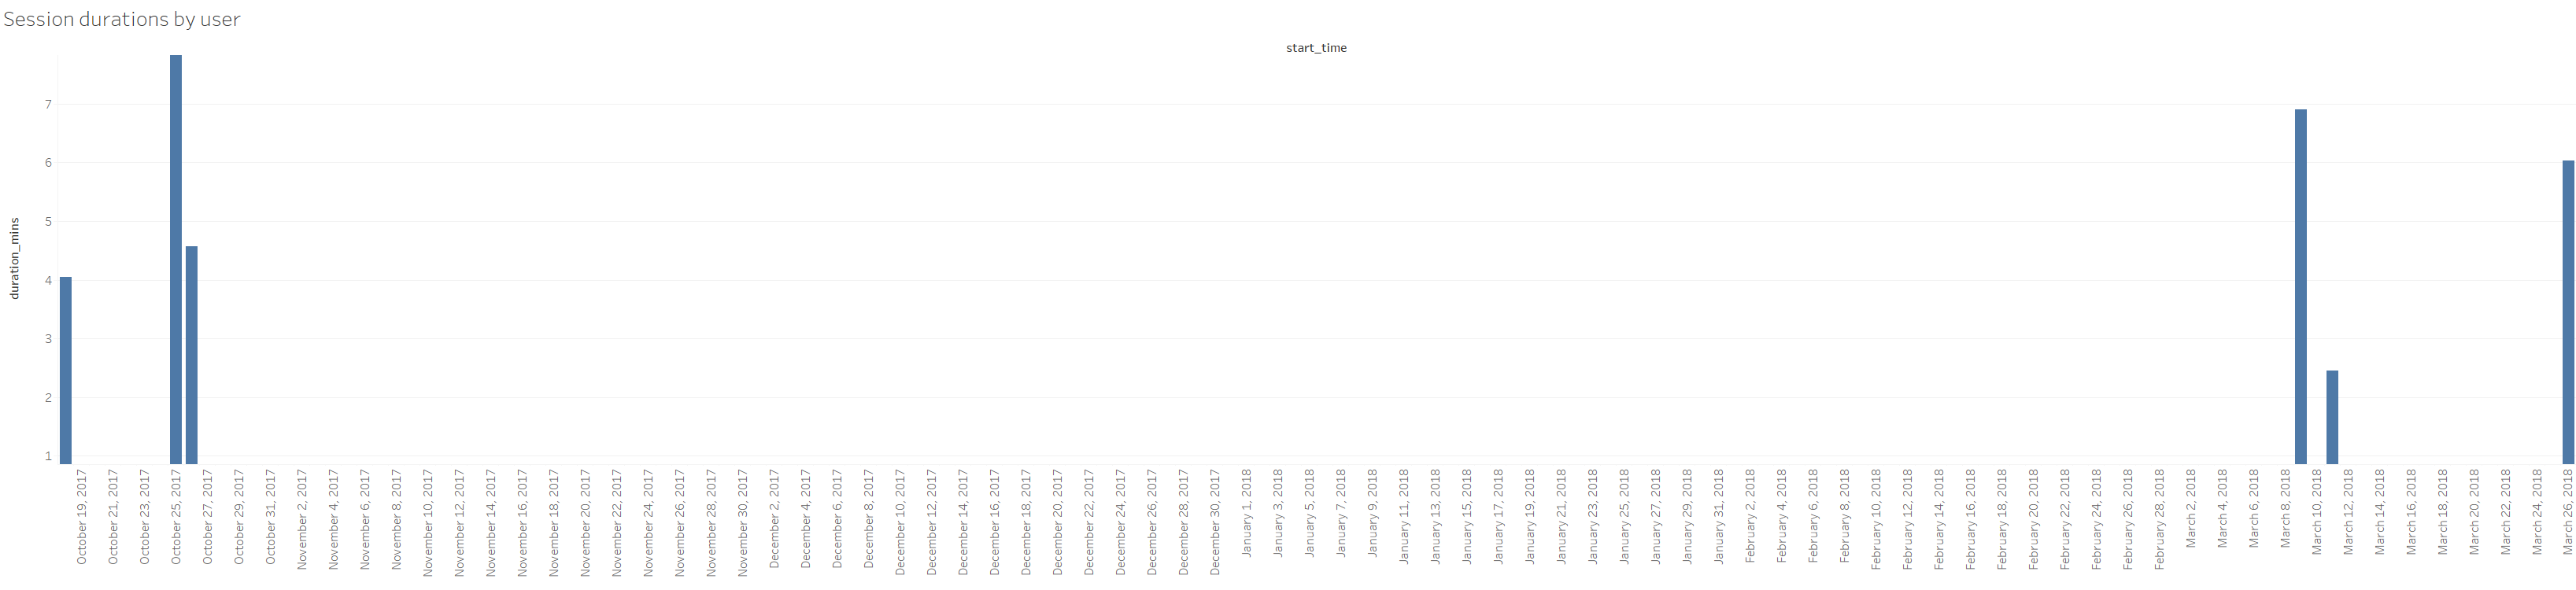 Session durations by user
start_time
duration_mins
7
6
5
4
3
2
1
October 19, 2017
October 21, 2017
October 23, 2017
October 25, 2017
October 27, 2017
October 29, 2017
October 31, 2017
November 2, 2017
November 4, 2017
November 6, 2017
November 8, 2017
November 10, 2017
November 12, 2017
November 14, 2017
November 16, 2017
November 18, 2017
November 20, 2017
November 22, 2017
November 24, 2017
November 26, 2017
November 28, 2017
November 30, 2017
December 2, 2017
December 4, 2017
December 6, 2017
December 8, 2017
December 10, 2017
December 12, 2017
December 14, 2017
December 16, 2017
December 18, 2017
December 20, 2017
December 22, 2017
December 24, 2017
December 26, 2017
December 28, 2017
December 30, 2017
January 1, 2018
January 3, 2018
January 5, 2018
January 7, 2018
January 9, 2018
January 11, 2018
January 13, 2018
January 15, 2018
January 17, 2018
January 19, 2018
January 21, 2018
January 23, 2018
January 25, 2018
January 27, 2018
January 29, 2018
January 31, 2018
February 2, 2018
February 4, 2018
February 6, 2018
February 8, 2018
February 10, 2018
February 12, 2018
February 14, 2018
February 16, 2018
February 18, 2018
February 20, 2018
February 22, 2018
February 24, 2018
February 26, 2018
February 28, 2018
March 2, 2018
March 4, 2018
March 6, 2018
March 8, 2018
March 10, 2018
March 12, 2018
March 14, 2018
March 16, 2018
March 18, 2018
March 20, 2018
March 22, 2018
March 24, 2018
March 26, 2018